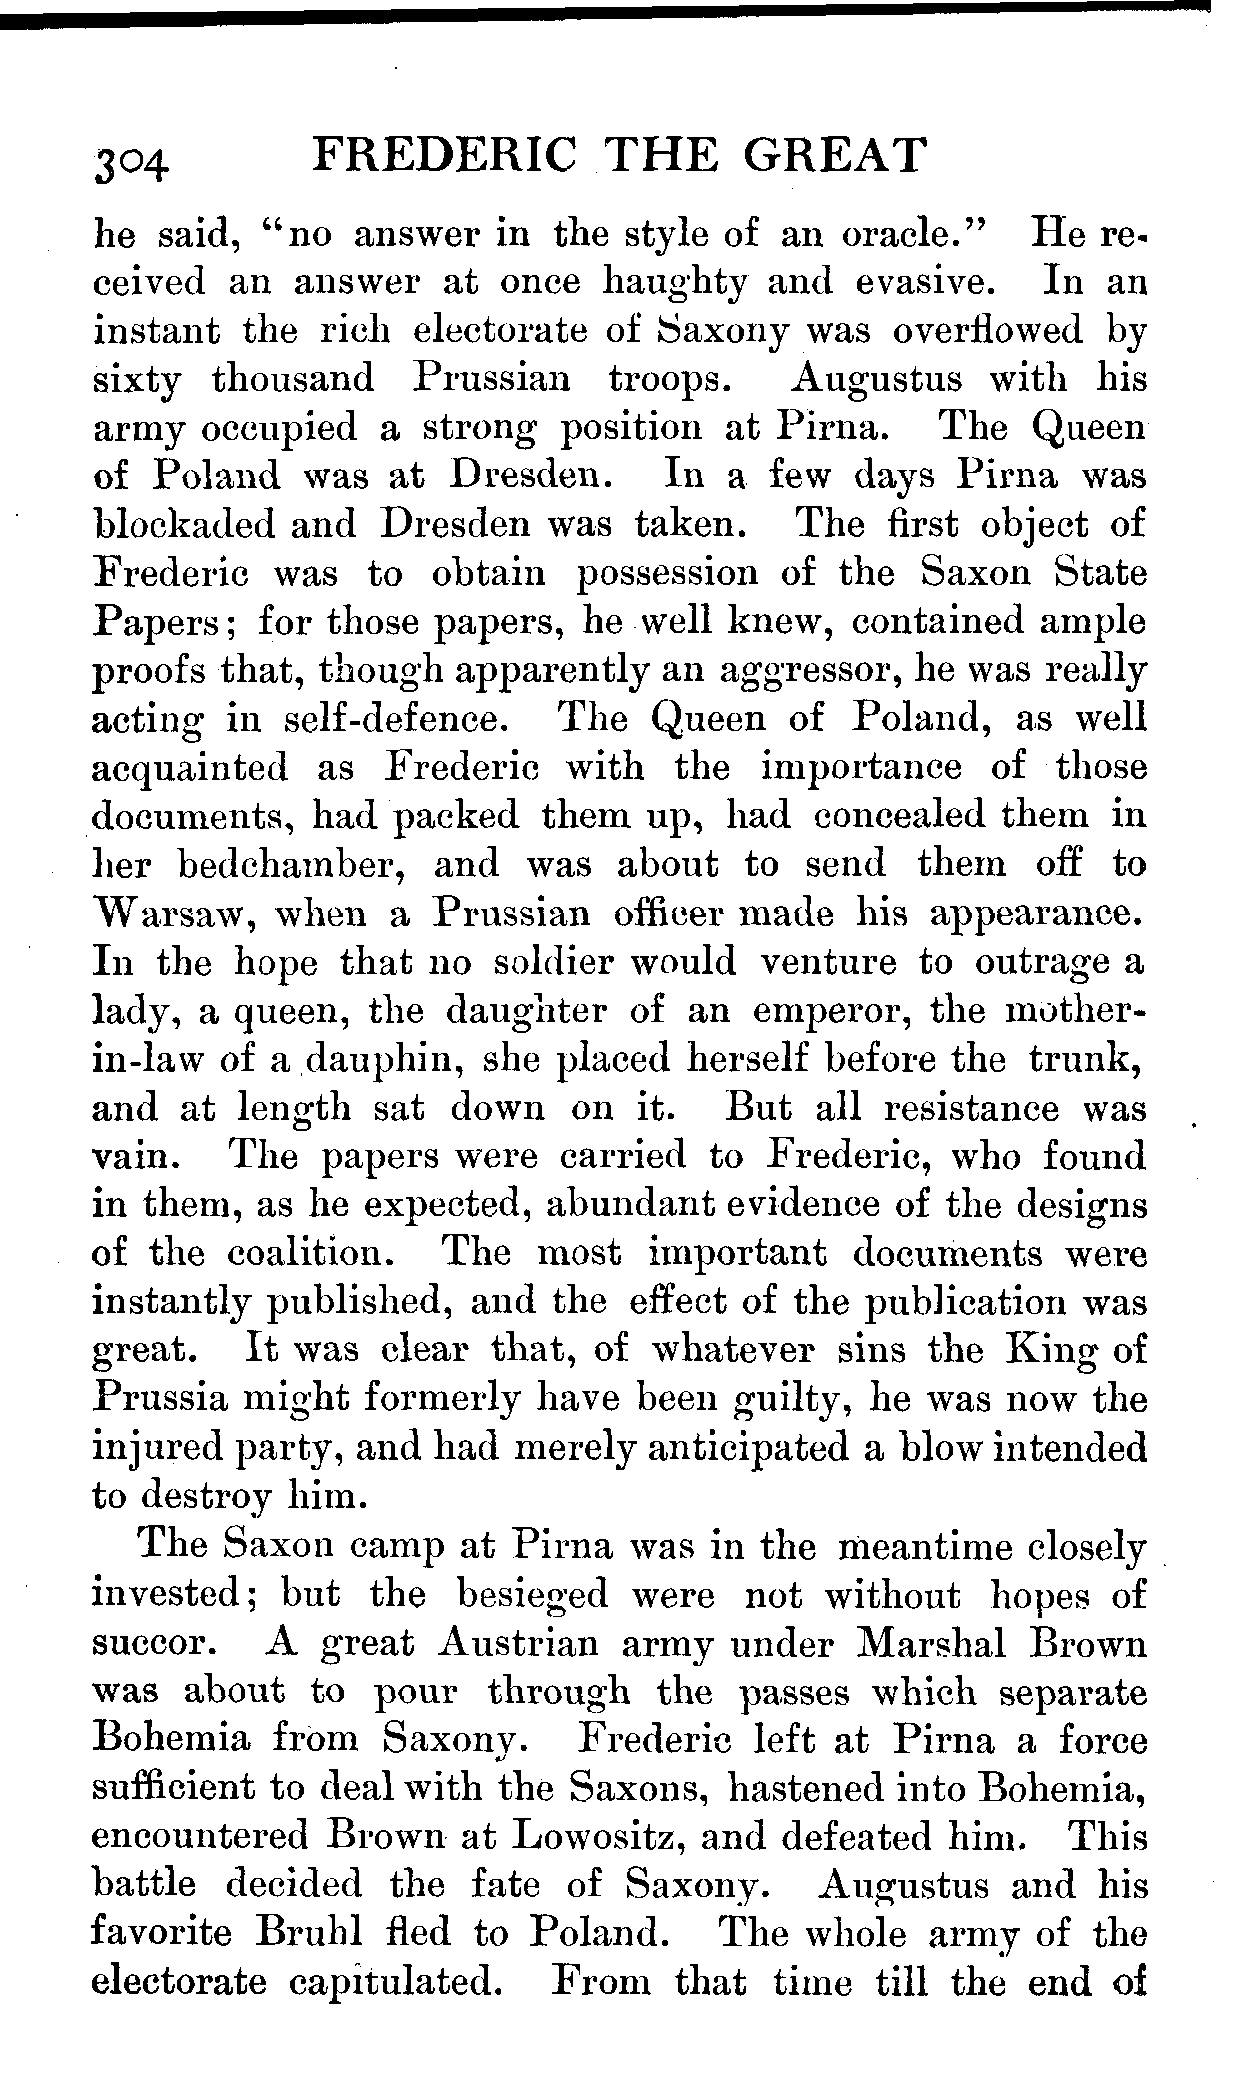 304 FREDERIC THE GREAT
he said, "no answer in the style of an oracle." He re-
ceived an answer at once haughty and evasive. In an
instant the rich electorate of Saxony was overflowed by
sixty thousand Prussian troops. Augustus with his
army occupied a strong position at Pirna. The Queen
of Poland was at Dresden. In a few days Pirna was
blockaded and Dresden was taken. The first object of
Frederic was to obtain possession of the Saxon State
Papers; for those papers, he well knew, contained ample
proofs that, though apparently an aggressor, he was really
acting in self-defence. The Queen of Poland, as well
acquainted as Frederic with the importance of those
documents, had packed them up, had concealed them in
her bedchamber, and was about to send them off to
Warsaw, when a Prussian officer made his appearance.
In the hope that no soldier would venture to outrage a
lady, a queen, the daughter of an emperor, the mother-
in-law of a dauphin, she placed herself before the trunk,
and at length sat down on it. But all resistance was
vain. The papers were carried to Frederic, who found
in them, as he expected, abundant evidence of the designs
of the coalition. The most important documents were
instantly published, and the effect of the publication was
great. It was clear that, of whatever sins the King of
Prussia might formerly have been guilty, he was now the
injured party, and had merely anticipated a blow intended
to destroy him.
The Saxon camp at Pirna was in the meantime closely
invested; but the besieged were not without hopes of
succor. A great Austrian army under Marshal Brown
was about to pour through the passes which separate
Bohemia from Saxony. Frederic left at Pirna a force
sufficient to deal with the Saxons, hastened into Bohemia,
encountered Brown at Lowositz, and defeated him. This
battle decided the fate of Saxony. Augustus and his
favorite Bruhl fled to Poland. The whole army of the
electorate capitulated. From that time till the end of